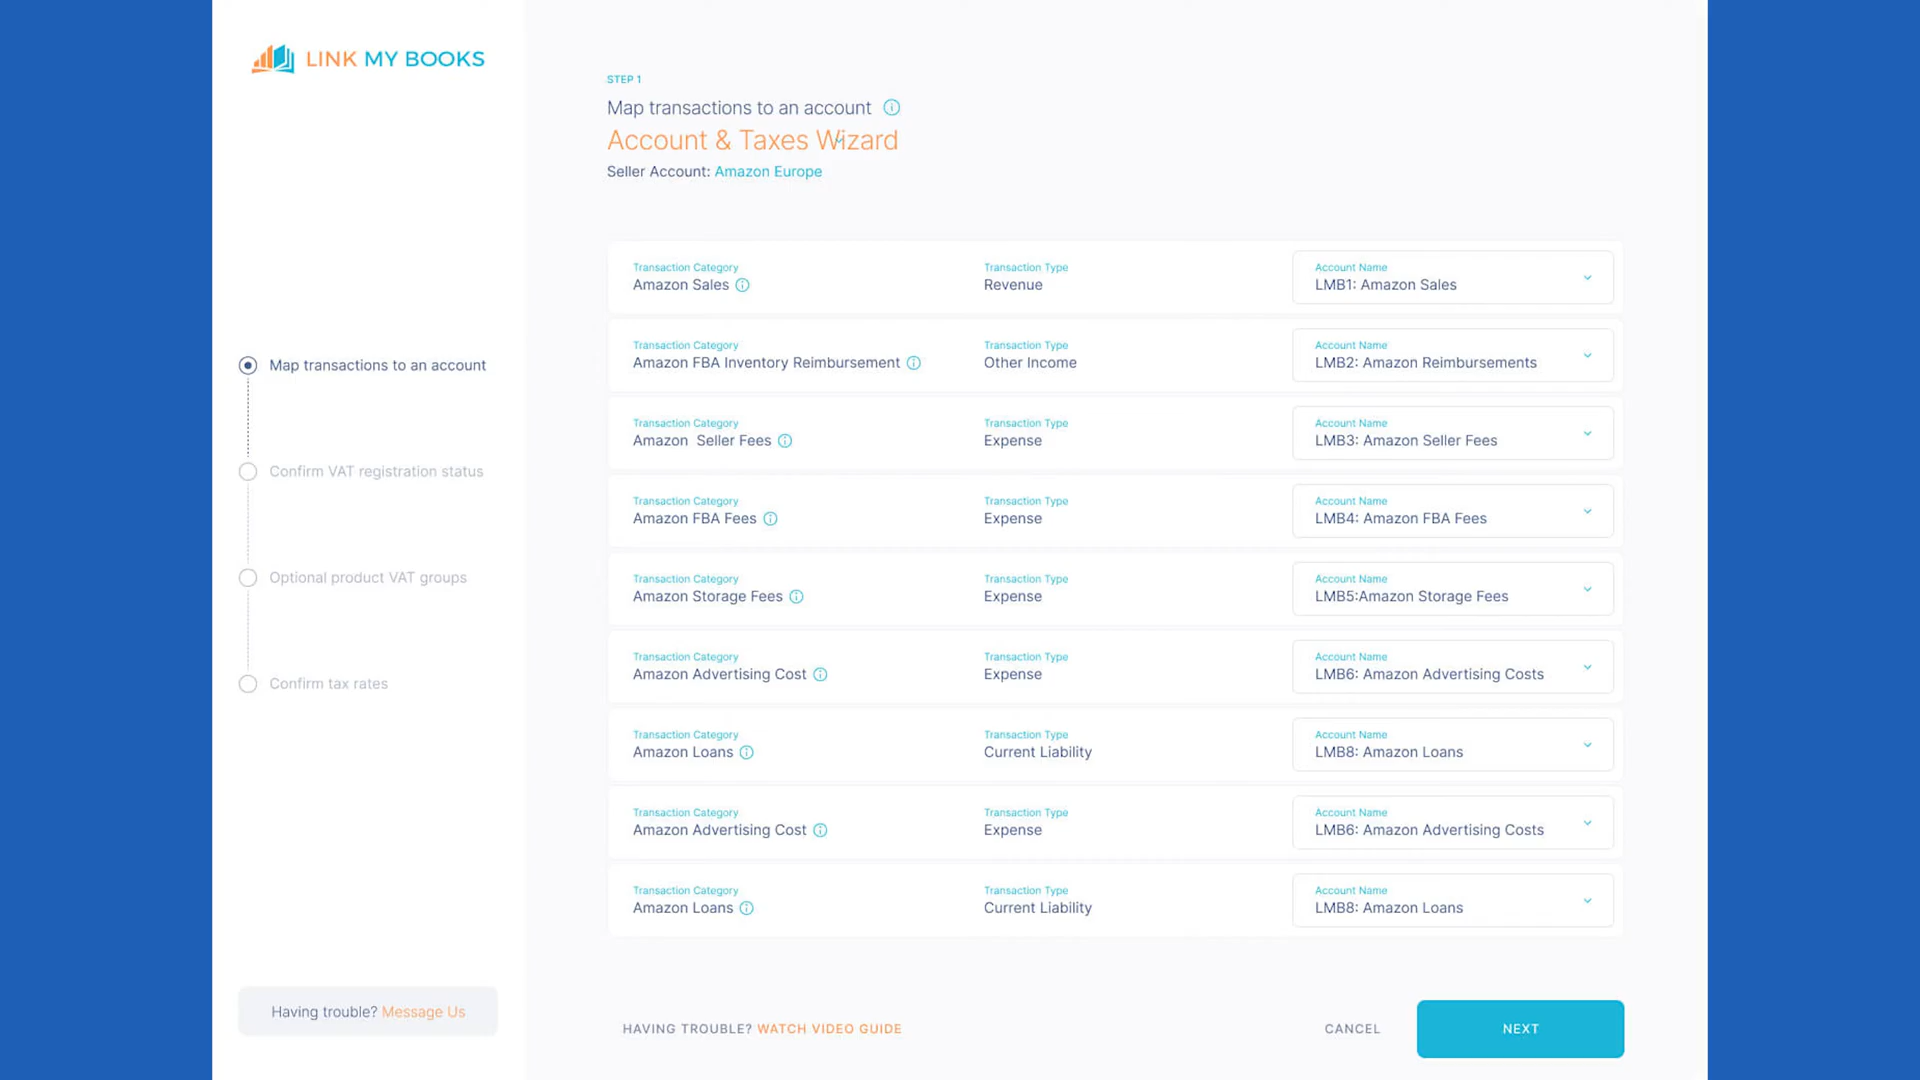 LINK MY BOOKS
Map transactions to an account
Confirm VAT registration status
Optional product VAT groups
Confirm tax rates
Having trouble? Message Us
STEP 1
Map transactions to an account
Account & Taxes Wizard
Seller Account: Amazon Europe
Transaction Category Transaction Type Account Name
Amazon Sales Revenue LMB1: Amazon Sales
Transaction Category Transaction Type Account Name
Amazon FBA Inventory Reimbursement Other Income LMB2: Amazon Reimbursements
Transaction Category Transaction Type Account Name
Amazon  Seller Fees Expense LMB3: Amazon Seller Fees
Transaction Category Transaction Type Account Name
Amazon FBA Fees Expense LMB4: Amazon FBA Fees
Transaction Category Transaction Type Account Name
Amazon Storage Fees Expense LMB5:Amazon Storage Fees
Transaction Category Transaction Type Account Name
Amazon Advertising Cost Expense LMB6: Amazon Advertising Costs
Transaction Category Transaction Type Account Name
Amazon Loans Current Liability LMB8: Amazon Loans
Transaction Category Transaction Type Account Name
Amazon Advertising Cost Expense LMB6: Amazon Advertising Costs
Transaction Category Transaction Type Account Name
Amazon Loans Current Liability LMB8: Amazon Loans
HAVING TROUBLE? WATCH VIDEO GUIDE CANCEL NEXT